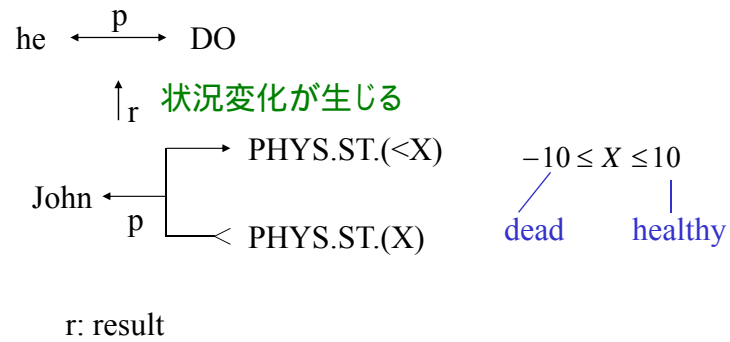 p
he DO
r 状況変化が生じる
PHYS.ST.(<X) −10 ≤ X ≤ 10
John
p PHYS.ST.(X) dead healthy
r: result